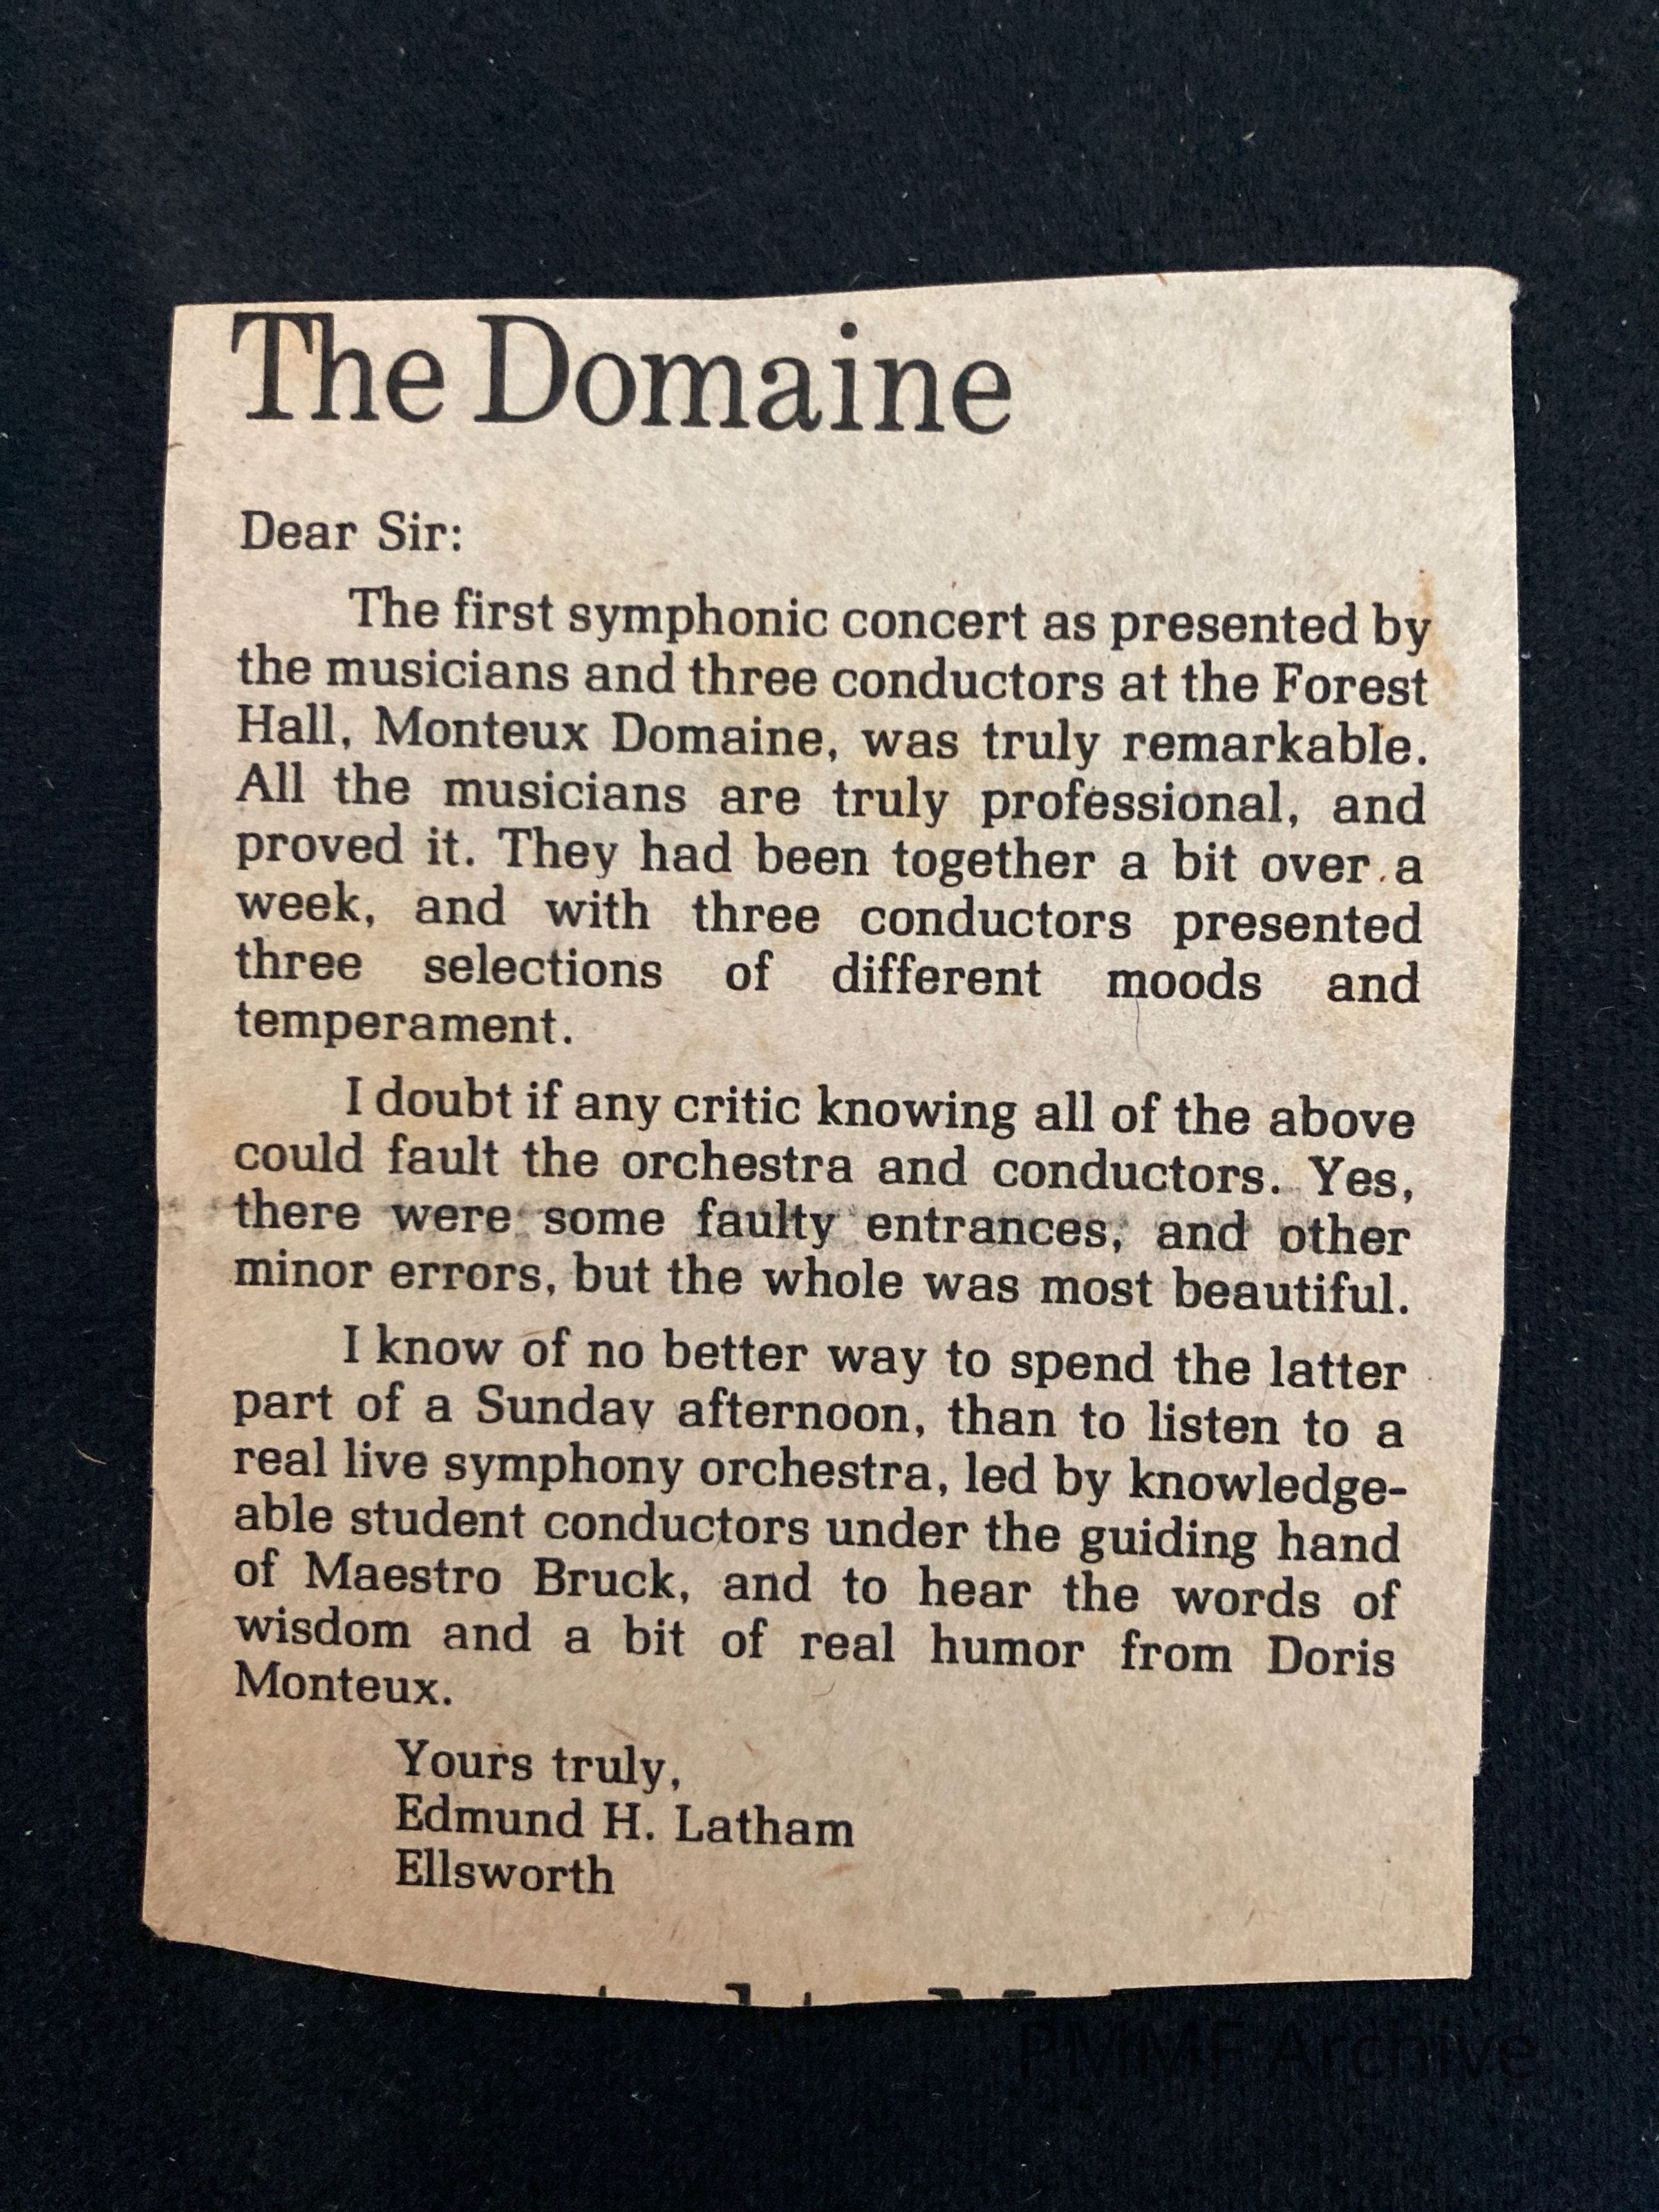 The Domaine
Dear Sir:
The first symphonic concert as presented by
the musicians and three conductors at the Forest
Hall, Monteux Domaine, was truly remarkable.
All the musicians are truly professional, and
proved it. They had been together a bit over a
week, and with three conductors presented
three selections of different moods and
temperament.
I doubt if any critic knowing all of the above
could fault the orchestra and conductors. Yes,
there were some faulty entrances, and other
minor errors, but the whole was most beautiful.
I know of no better way to spend the latter
part of a Sunday afternoon, than to listen to a
real live symphony orchestra, led by knowledge-
able student conductors under the guiding hand
of Maestro Bruck, and to hear the words of
wisdom and a bit of real humor from Doris
Monteux.
Yours truly,
Edmund H. Latham
Ellsworth
PMMF Archive